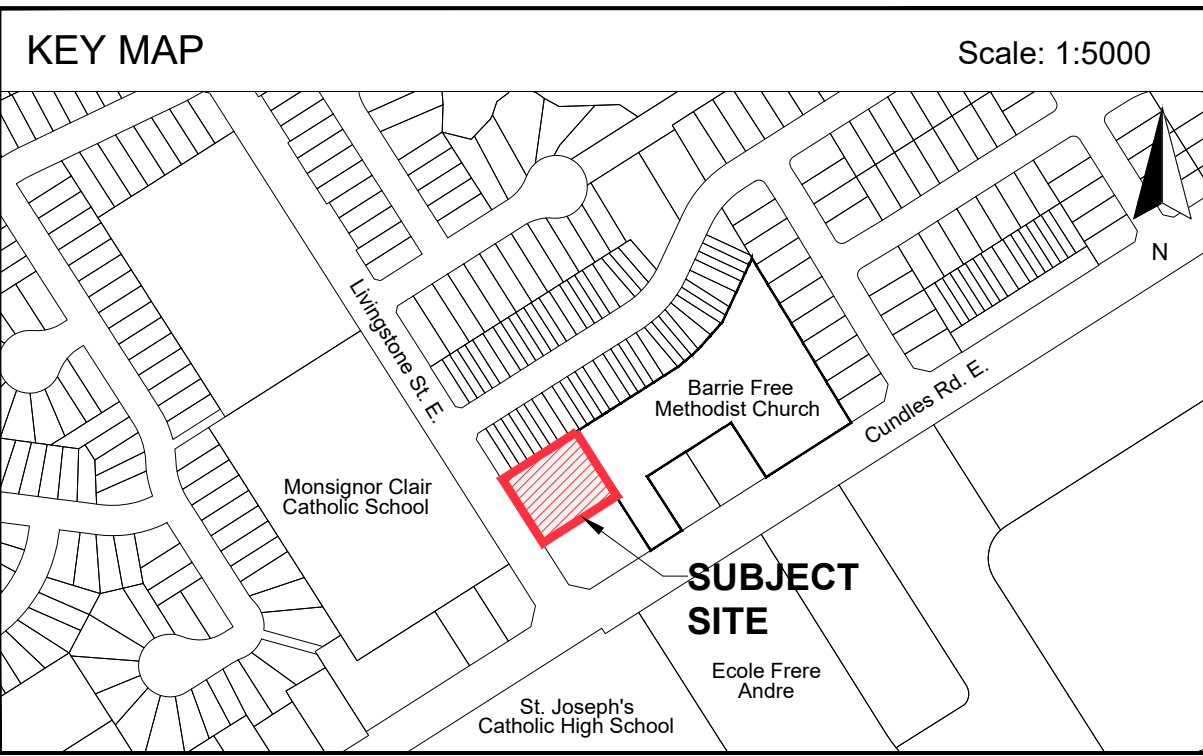 KEY MAP
Scale: 1:5000
N
Livingstone St. E.
Barrie Free
Methodist Church
Cundles Rd. E.
Monsignor Clair
Catholic School
SUBJECT
SITE
Ecole Frere
Andre
St. Joseph's
Catholic High School